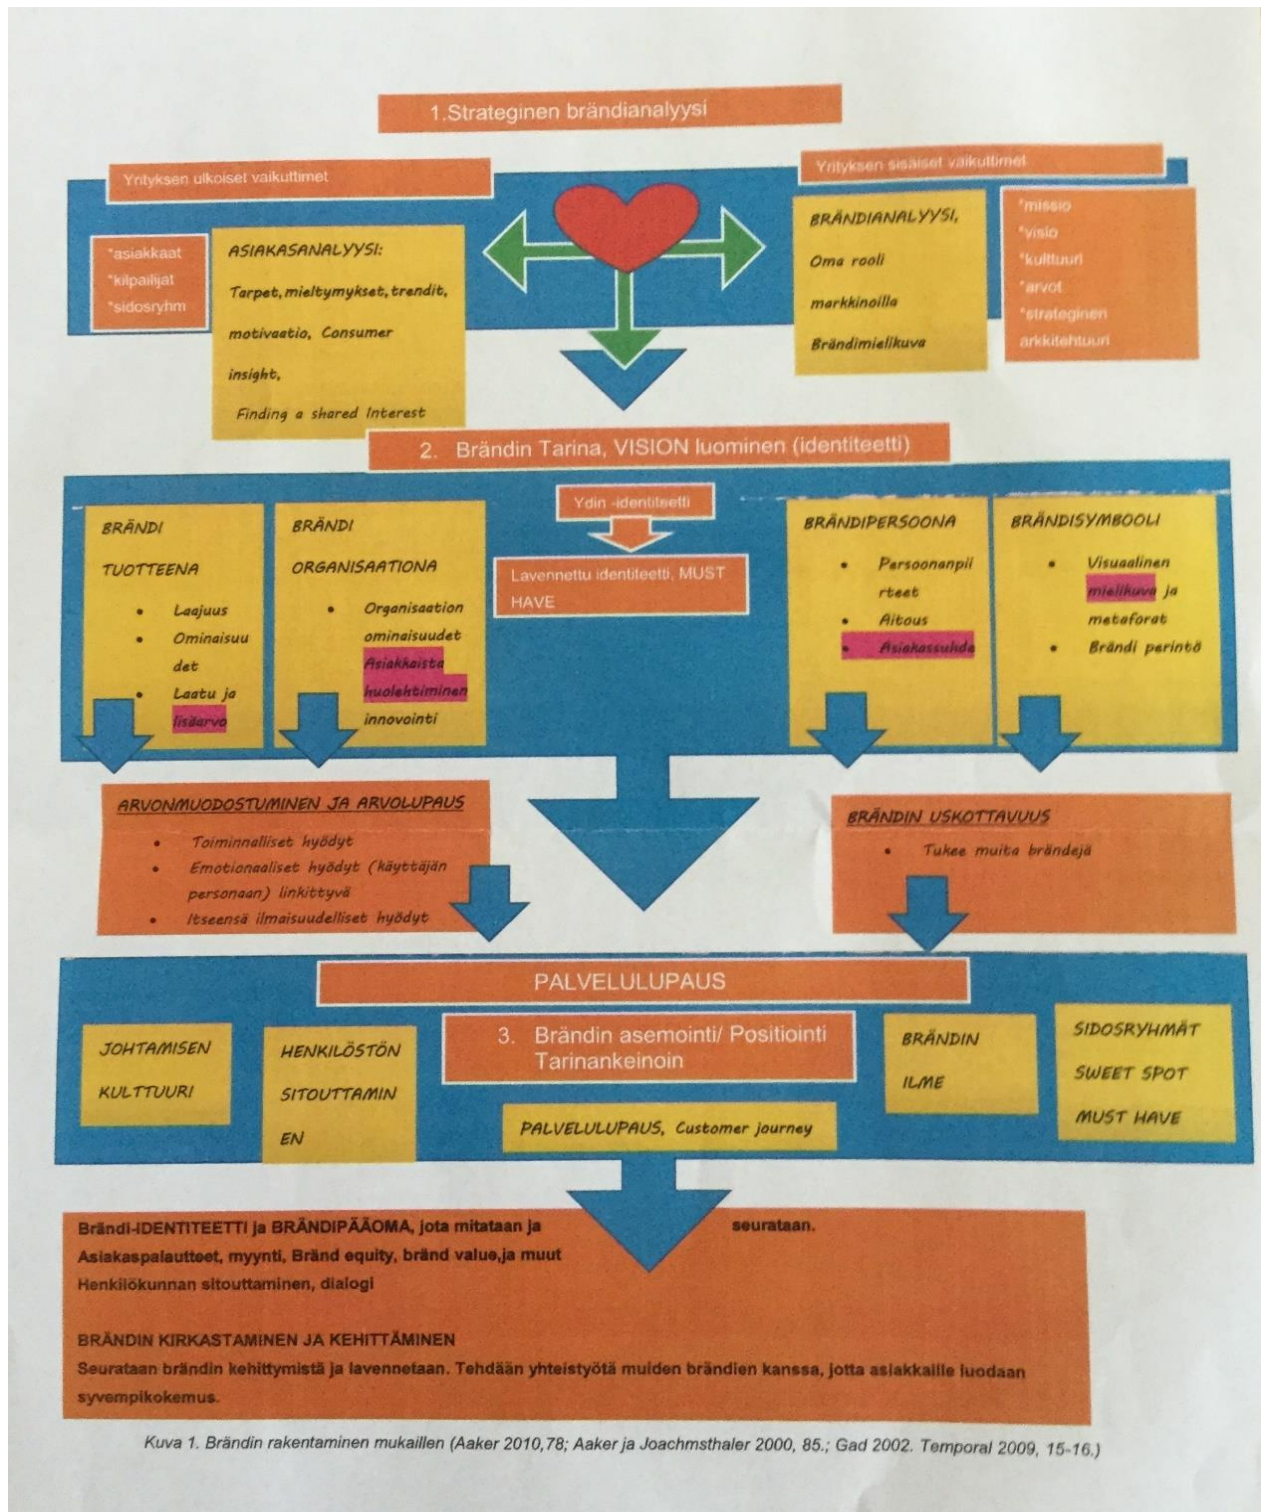 1.Strateginen brändianalyysi
Yrityksen ulkoiset vaikuttimet
*asiakkaat
*kilpailijat
*sidosryhm
ASIAKASANALYYSI:
Tarpet,mieltymykset,trendit,
motivaatio, Consumer
insight,
Finding a shared Interest
Yrityksen sisäiset vaikuttimet
BRÄNDIANALYYSI,
Oma rooli
markkinoilla
Brändimielikuva
*missio
*visio
*kulttuuri
*arvot
*strateginen
arkkitehtuuri
2. Brändin Tarina, VISION luominen (identiteetti)
BRÄNDI
TUOTTEENA
• Laajuus
• Ominaisuu
det
• Laatu ja
lisäarvo
BRÄNDI
ORGANISAATIONA
• Organisaation
ominaisuudet
Asiakkaista
huolehtiminen
innovointi
Ydin -identiteetti
Lavennettu identiteetti, MUST
HAVE
BRÄNDIPERSOONA
• Persoonanpii
rteet
• Aitous
• Asiakassuhde
BRÄNDISYMBOOLI
• Visuaalinen
mielikuva ja
metaforat
• Brändi perintö
ARVONMUODOSTUMINEN JA ARVOLUPAUS
• Toiminnalliset hyödyt
• Emotionaaliset hyödyt (käyttäjän
personaan) linkittyvä
• Itseensä ilmaisuudelliset hyödyt
BRÄNDIN USKOTTAVUUS
• Tukee muita brändejä
PALVELULUPAUS
JOHTAMISEN
KULTTUURI
HENKILÖSTÖN
SITOUTTAMIN
EN
3. Brändin asemointi/ Positiointi
Tarinankeinoin
PALVELULUPAUS, Customer journey
BRÄNDIN
ILME
SIDOSRYHMÄT
SWEET SPOT
MUST HAVE
Brändi-IDENTITEETTI ja BRÄNDIPÄÄOMA, jota mitataan ja seurataan.
Asiakaspalautteet, myynti, Bränd equity, bränd value,ja muut
Henkilökunnan sitouttaminen, dialogi
BRÄNDIN KIRKASTAMINEN JA KEHITTÄMINEN
Seurataan brändin kehittymistä ja lavennetaan. Tehdään yhteistyötä muiden brändien kanssa, jotta asiakkaille luodaan
syvempikokemus.
Kuva 1. Brändin rakentaminen mukaillen (Aaker 2010,78; Aaker ja Joachmsthaler 2000, 85.; Gad 2002. Temporal 2009, 15-16.)